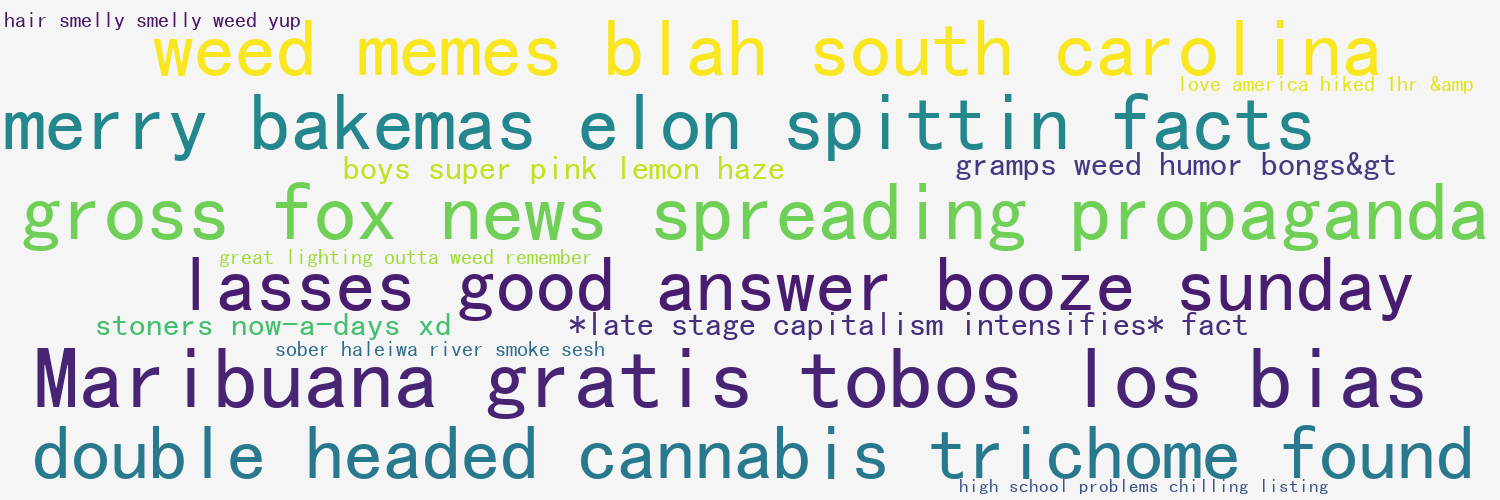 hair smelly smelly weed yup
weed memes blah south carolina
love america hiked 1hr &amp
merry bakemas elon spittin facts
boys super pink lemon haze
gramps weed humor bongs&gt
gross fox news spreading propaganda
great lighting outta weed remember
lasses good answer booze sunday
stoners now-a-days xd
*late stage capitalism intensifies* fact
sober haleiwa river smoke sesh
Maribuana gratis tobos los bias
double headed cannabis trichome found
high school problems chilling listing